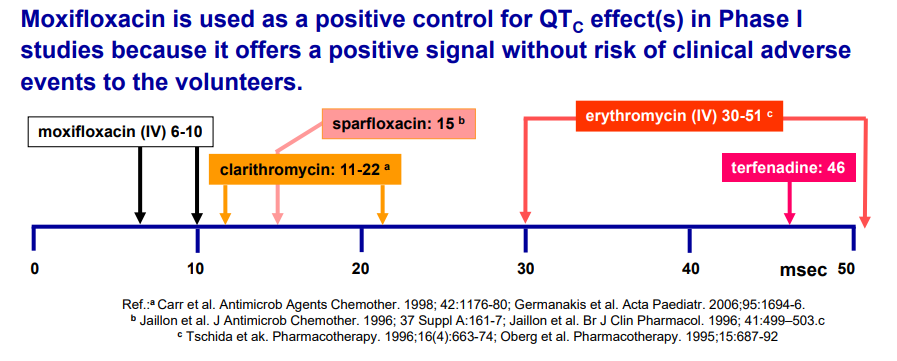 Moxifloxacin is used as a positive control for QTC effect(s) in Phase I
studies because it offers a positive signal without risk of clinical adverse
events to the volunteers.
moxifloxacin (IV) 6-10
sparfloxacin: 15 b
erythromycin (IV) 30-51 c
clarithromycin: 11-22 a
terfenadine: 46
0 10 20 30 40 msec 50
Ref.:a Carr et al. Antimicrob Agents Chemother. 1998; 42:1176-80; Germanakis et al. Acta Paediatr. 2006;95:1694-6.
b Jaillon et al. J Antimicrob Chemother. 1996; 37 Suppl A:161-7; Jaillon et al. Br J Clin Pharmacol. 1996; 41:499–503.c
c Tschida et ak. Pharmacotherapy. 1996;16(4):663-74; Oberg et al. Pharmacotherapy. 1995;15:687-92